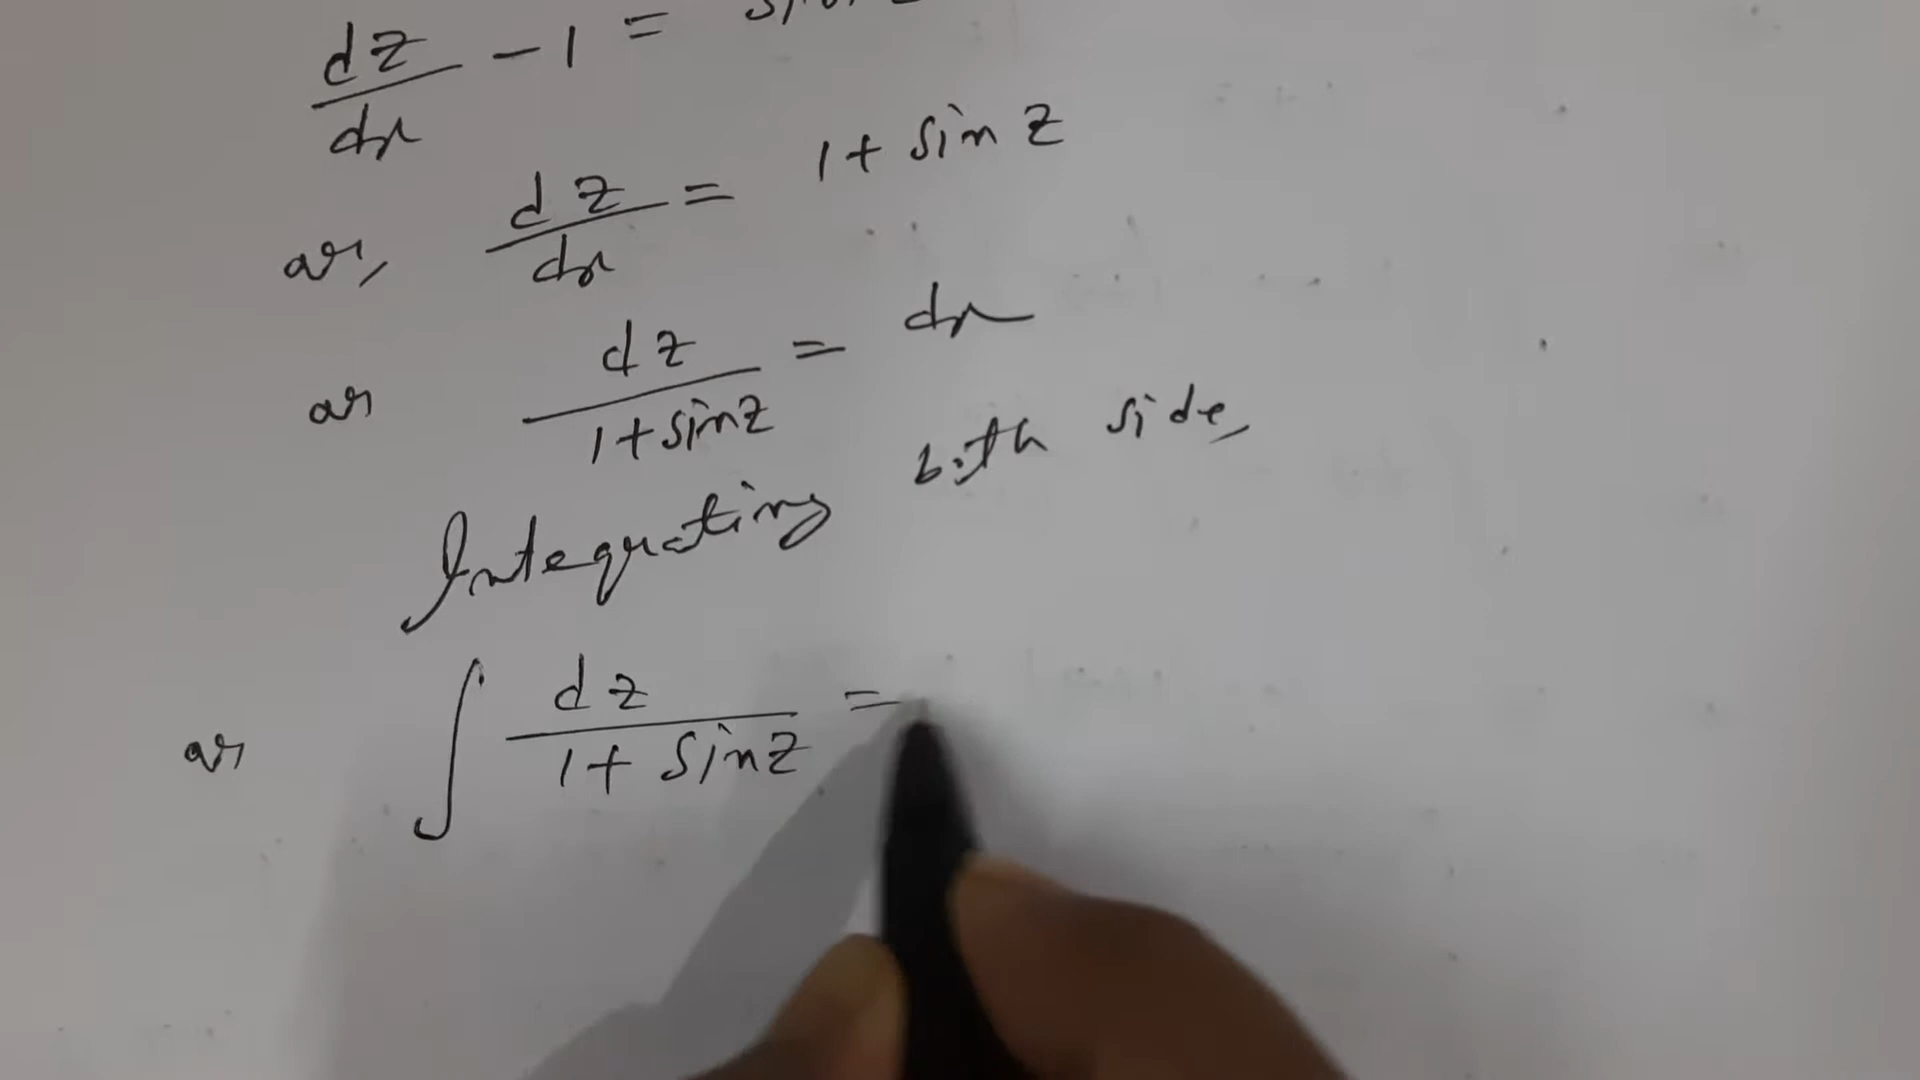 dz/dx - 1 =
or, dz/dx = 1 + sin z
or dz/1+sinz = dx
Integrating both side,
or ∫ dz/1 + sinz =